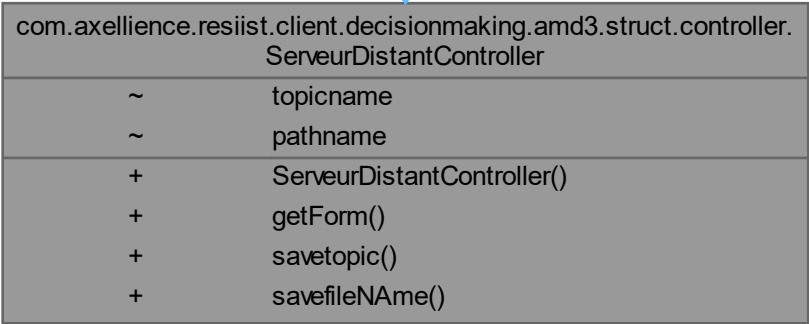 com.axellience.resiist.client.decisionmaking.amd3.struct.controller.
ServeurDistantController
~ topicname
~ pathname
+ ServeurDistantController()
+ getForm()
+ savetopic()
+ savefileNAme()